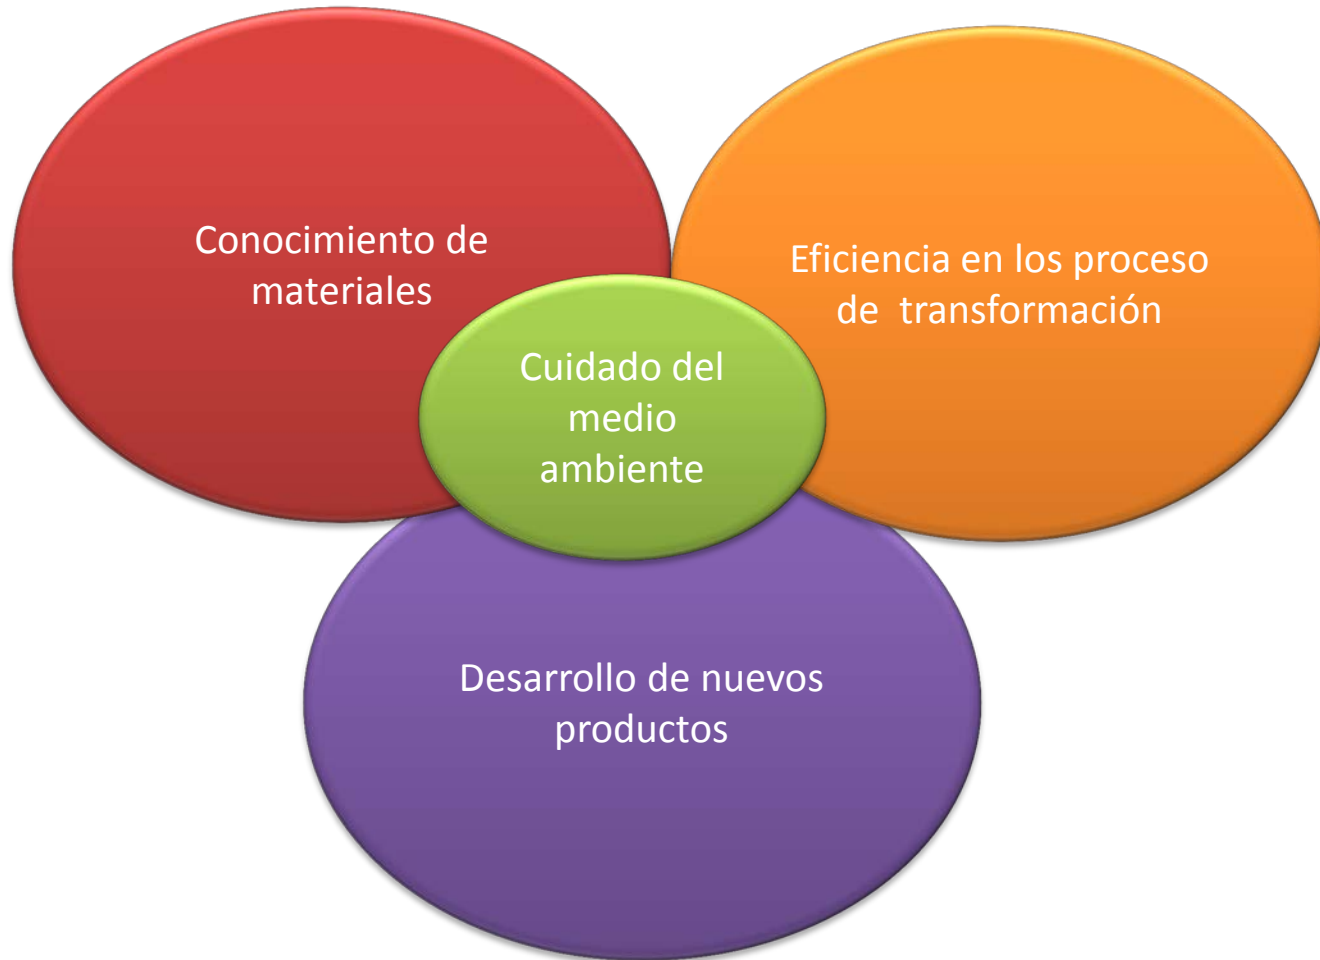 Conocimiento de
materiales
Eficiencia en los proceso
de  transformación
Cuidado del
medio
ambiente
Desarrollo de nuevos
productos